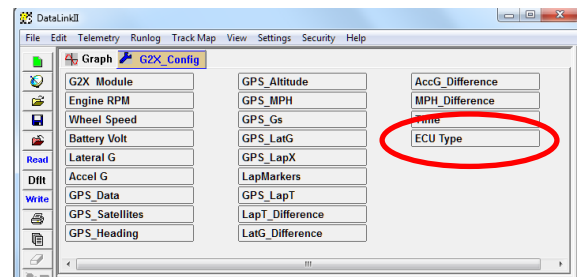 DataLinkII
File Edit Telemetry Runlog Track Map View Settings Security Help
Graph G2X_Config
G2X Module GPS_Altitude AccG_Difference
Engine RPM GPS_MPH MPH_Difference
Wheel Speed GPS_Gs Time
Battery Volt GPS_LatG ECU Type
Read Lateral G GPS_LapX
Dflt Accel G LapMarkers
Write GPS_Data GPS_LapT
GPS_Satellites LapT_Difference
GPS_Heading LatG_Difference